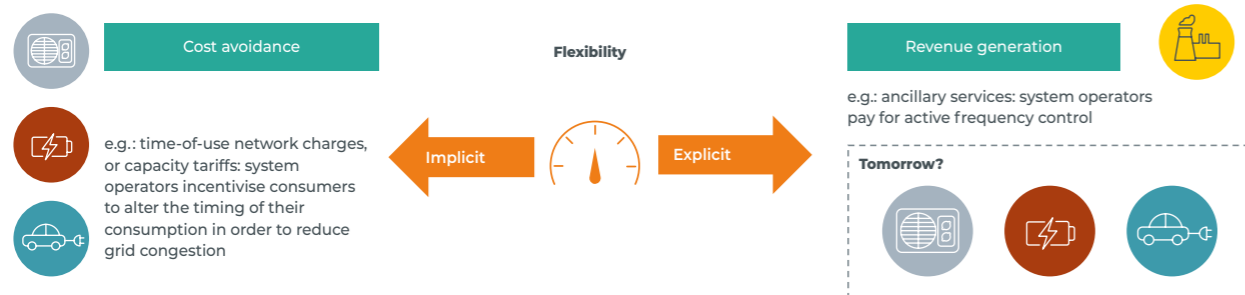 Cost avoidance
e.g.: time-of-use network charges,
or capacity tariffs: system
operators incentivise consumers
to alter the timing of their
consumption in order to reduce
grid congestion
Flexibility
Implicit
Explicit
Revenue generation
e.g.: ancillary services: system operators
pay for active frequency control
Tomorrow?